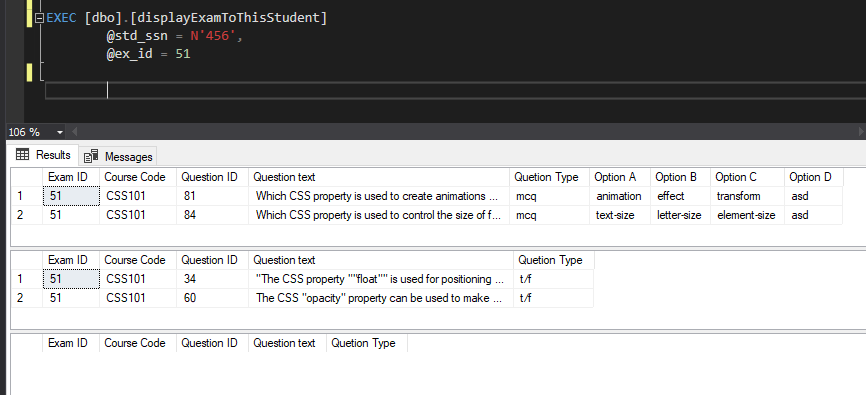 EXEC [dbo].[displayExamToThisStudent]
@std_ssn = N'456',
@ex_id = 51
106 %
Results Messages
Exam ID Course Code Question ID Question text Quetion Type Option A Option B Option C Option D
1 51 CSS101 81 Which CSS property is used to create animations ... mcq animation effect transform asd
2 51 CSS101 84 Which CSS property is used to control the size of f... mcq text-size letter-size element-size asd
Exam ID Course Code Question ID Question text Quetion Type
1 51 CSS101 34 "The CSS property ""float"" is used for positioning ... t/f
2 51 CSS101 60 The CSS "opacity" property can be used to make ... t/f
Exam ID Course Code Question ID Question text Quetion Type